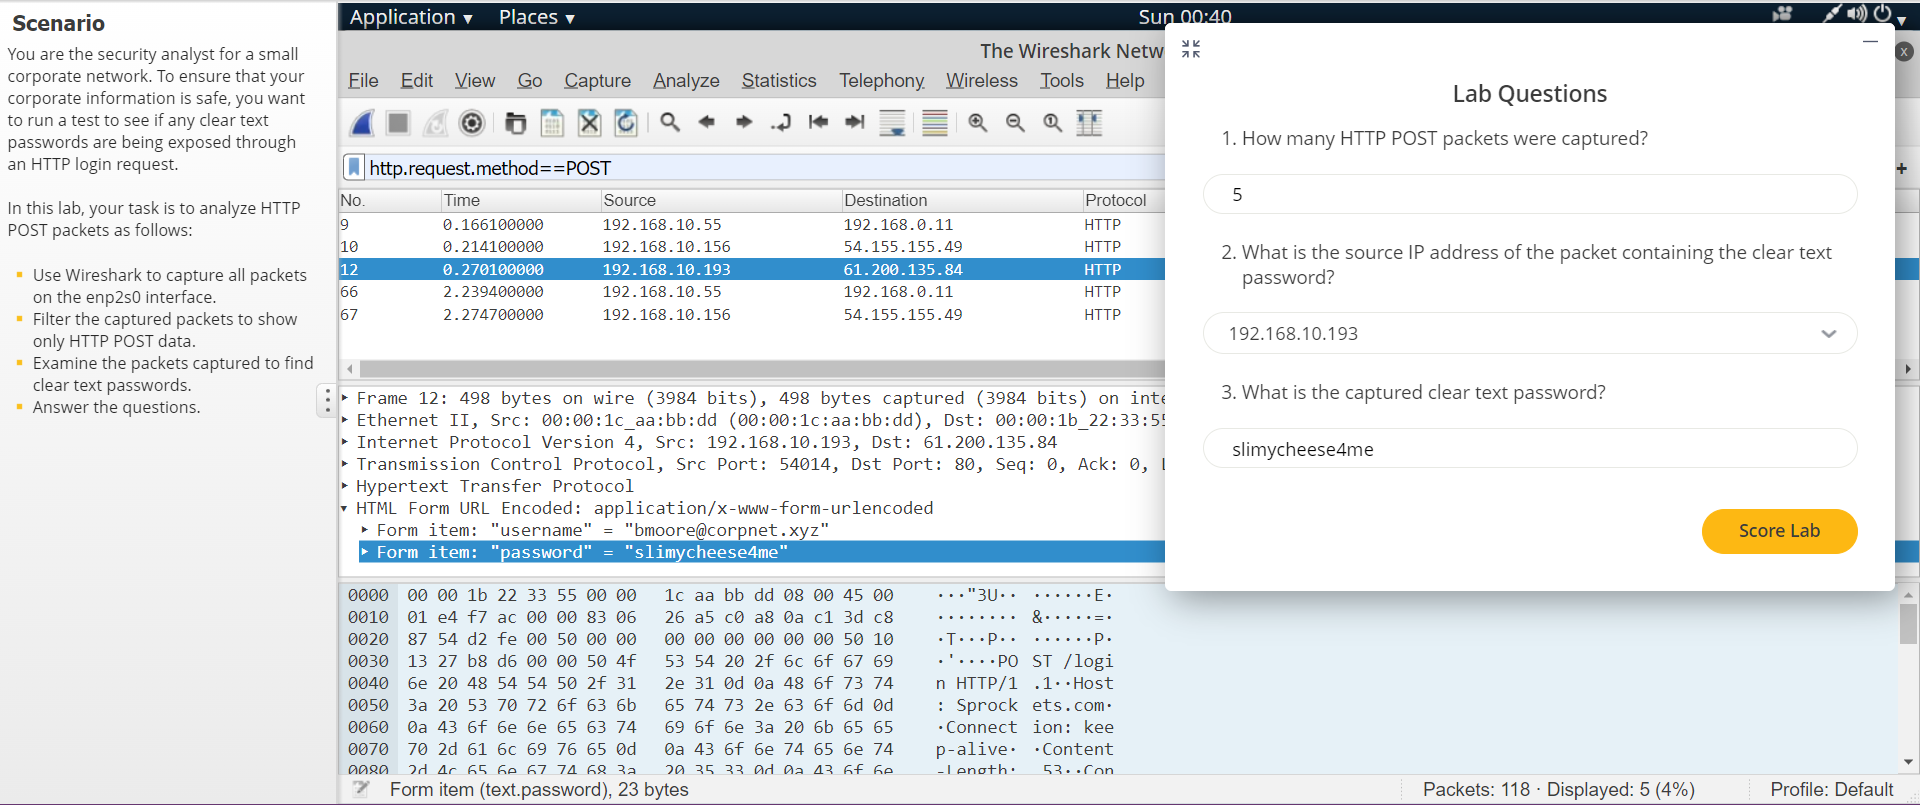 Scenario
You are the security analyst for a small
corporate network. To ensure that your
corporate information is safe, you want
to run a test to see if any clear text
passwords are being exposed through
an HTTP login request.
In this lab, your task is to analyze HTTP
POST packets as follows:
Use Wireshark to capture all packets
on the enp2s0 interface.
Filter the captured packets to show
only HTTP POST data.
Examine the packets captured to find
clear text passwords.
Answer the questions.
Application ▾ Places ▾ Sun 00:40
The Wireshark Netw
File Edit View Go Capture Analyze Statistics Telephony Wireless Tools Help
http.request.method==POST
No. Time Source Destination Protocol
9 0.166100000 192.168.10.55 192.168.0.11 HTTP
10 0.214100000 192.168.10.156 54.155.155.49 HTTP
12 0.270100000 192.168.10.193 61.200.135.84 HTTP
66 2.239400000 192.168.10.55 192.168.0.11 HTTP
67 2.274700000 192.168.10.156 54.155.155.49 HTTP
Frame 12: 498 bytes on wire (3984 bits), 498 bytes captured (3984 bits) on inte
Ethernet II, Src: 00:00:1c_aa:bb:dd (00:00:1c:aa:bb:dd), Dst: 00:00:1b_22:33:55
Internet Protocol Version 4, Src: 192.168.10.193, Dst: 61.200.135.84
Transmission Control Protocol, Src Port: 54014, Dst Port: 80, Seq: 0, Ack: 0, L
Hypertext Transfer Protocol
HTML Form URL Encoded: application/x-www-form-urlencoded
Form item: "username" = "bmoore@corpnet.xyz"
Form item: "password" = "slimycheese4me"
0000 00 00 1b 22 33 55 00 00 1c aa bb dd 08 00 45 00 ···"3U·· ······E·
0010 01 e4 f7 ac 00 00 83 06 26 a5 c0 a8 0a c1 3d c8 ········ &·····=·
0020 87 54 d2 fe 00 50 00 00 00 00 00 00 00 00 50 10 ·T···P·· ······P·
0030 13 27 b8 d6 00 00 50 4f 53 54 20 2f 6c 6f 67 69 ·'····PO ST /logi
0040 6e 20 48 54 54 50 2f 31 2e 31 0d 0a 48 6f 73 74 n HTTP/1 .1··Host
0050 3a 20 53 70 72 6f 63 6b 65 74 73 2e 63 6f 6d 0d : Sprock ets.com·
0060 0a 43 6f 6e 6e 65 63 74 69 6f 6e 3a 20 6b 65 65 ·Connect ion: kee
0070 70 2d 61 6c 69 76 65 0d 0a 43 6f 6e 74 65 6e 74 p-alive· ·Content
0080 2d 4c 65 6e 67 74 68 3a 20 35 33 0d 0a 43 6f 6e -Length: 53··Con
Form item (text.password), 23 bytes Packets: 118 · Displayed: 5 (4%) Profile: Default
Lab Questions
1. How many HTTP POST packets were captured?
5
2. What is the source IP address of the packet containing the clear text
password?
192.168.10.193
3. What is the captured clear text password?
slimycheese4me
Score Lab